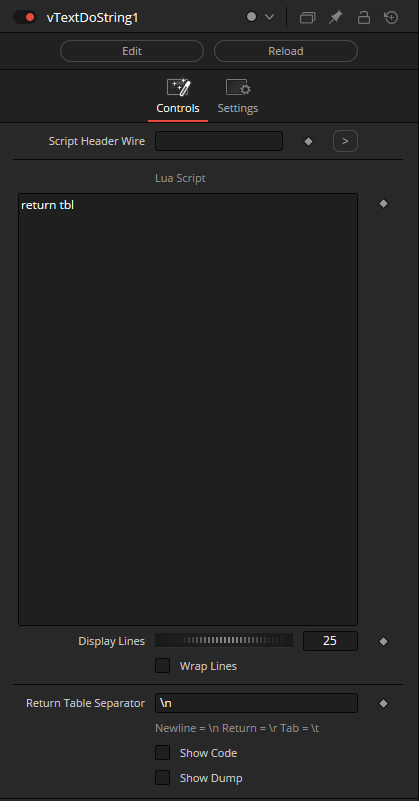 vTextDoString1
Edit Reload
Controls Settings
Script Header Wire >
Lua Script
return tbl
Display Lines 25
Wrap Lines
Return Table Separator \n
Newline = \n Return = \r Tab = \t
Show Code
Show Dump